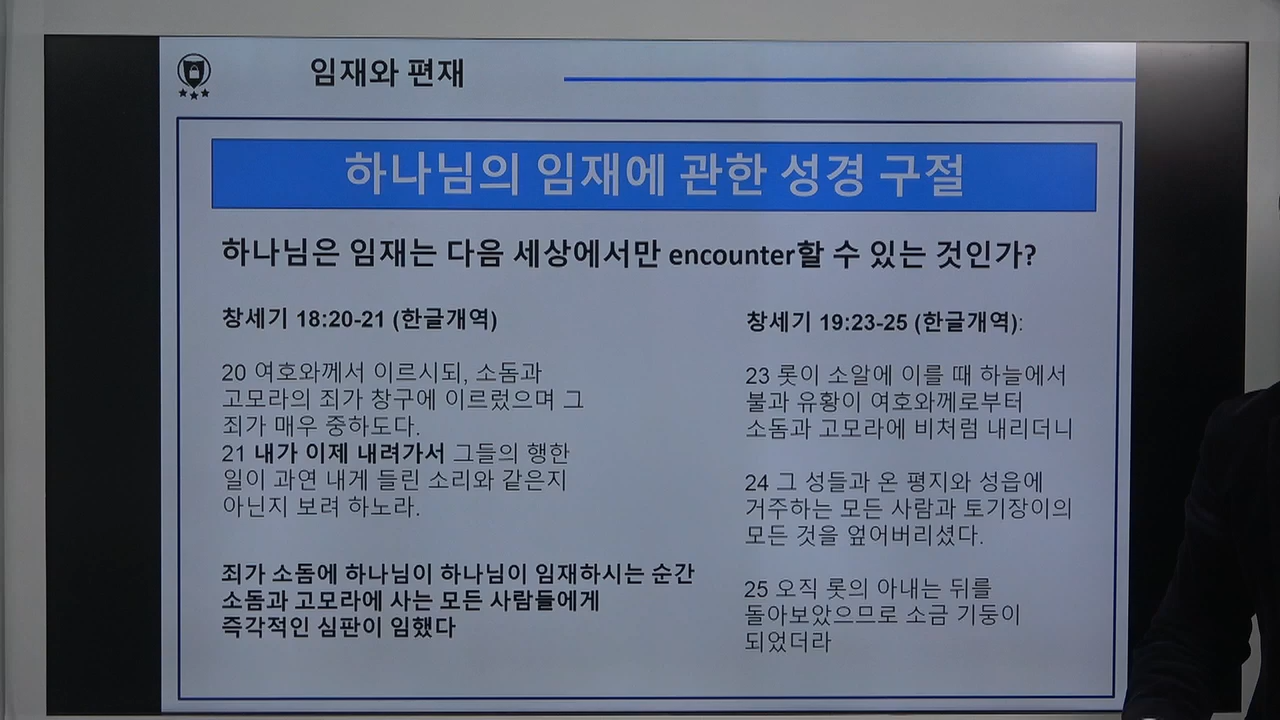 임재와 편재
하나님의 임재에 관한 성경 구절
하나님은 임재는 다음 세상에서만 encounter할 수 있는 것인가?
창세기 18:20-21 (한글개역)
20 여호와께서 이르시되, 소돔과
고모라의 죄가 창구에 이르렀으며 그
죄가 매우 중하도다.
21 내가 이제 내려가서 그들의 행한
일이 과연 내게 들린 소리와 같은지
아닌지 보려 하노라.
죄가 소돔에 하나님이 하나님이 임재하시는 순간
소돔과 고모라에 사는 모든 사람들에게
즉각적인 심판이 임했다
창세기 19:23-25 (한글개역):
23 롯이 소알에 이를 때 하늘에서
불과 유황이 여호와께로부터
소돔과 고모라에 비처럼 내리더니
24 그 성들과 온 평지와 성읍에
거주하는 모든 사람과 토기장이의
모든 것을 엎어버리셨다.
25 오직 롯의 아내는 뒤를
돌아보았으므로 소금 기둥이
되었더라